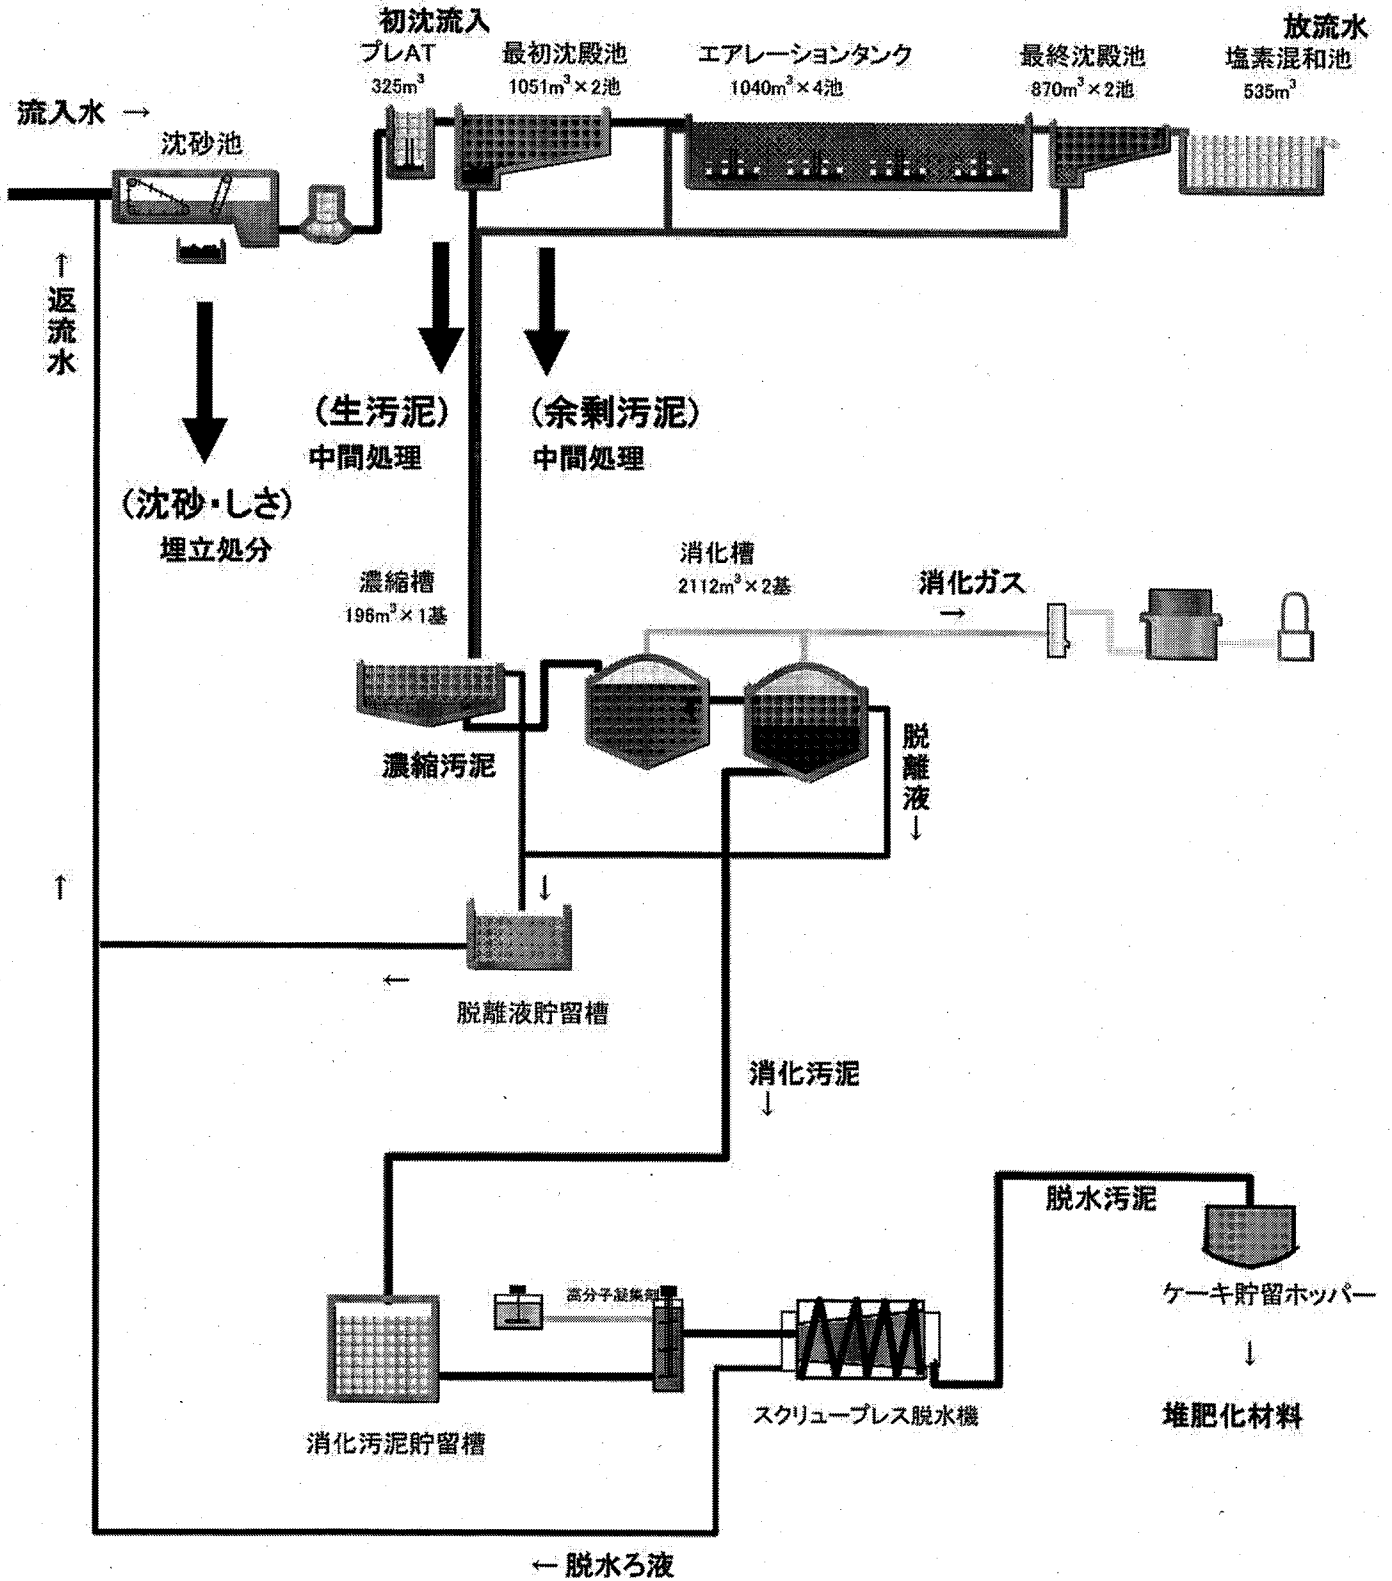 初沈流入
プレAT
325m³
最初沈殿池
1051m³×2池
エアレーションタンク
1040m³×4池
最終沈殿池
870m³×2池
放流水
塩素混和池
535m³
流入水 →
沈砂池
↑
返流水
(生汚泥)
中間処理
(余剰汚泥)
中間処理
(沈砂・しさ)
埋立処分
濃縮槽
196m³×1基
消化槽
2112m³×2基
消化ガス
→
濃縮汚泥
脱離液
↓
↑
↓
←
脱離液貯留槽
消化汚泥
↓
脱水汚泥
高分子凝集剤
ケーキ貯留ホッパー
↓
堆肥化材料
スクリュープレス脱水機
消化汚泥貯留槽
← 脱水ろ液